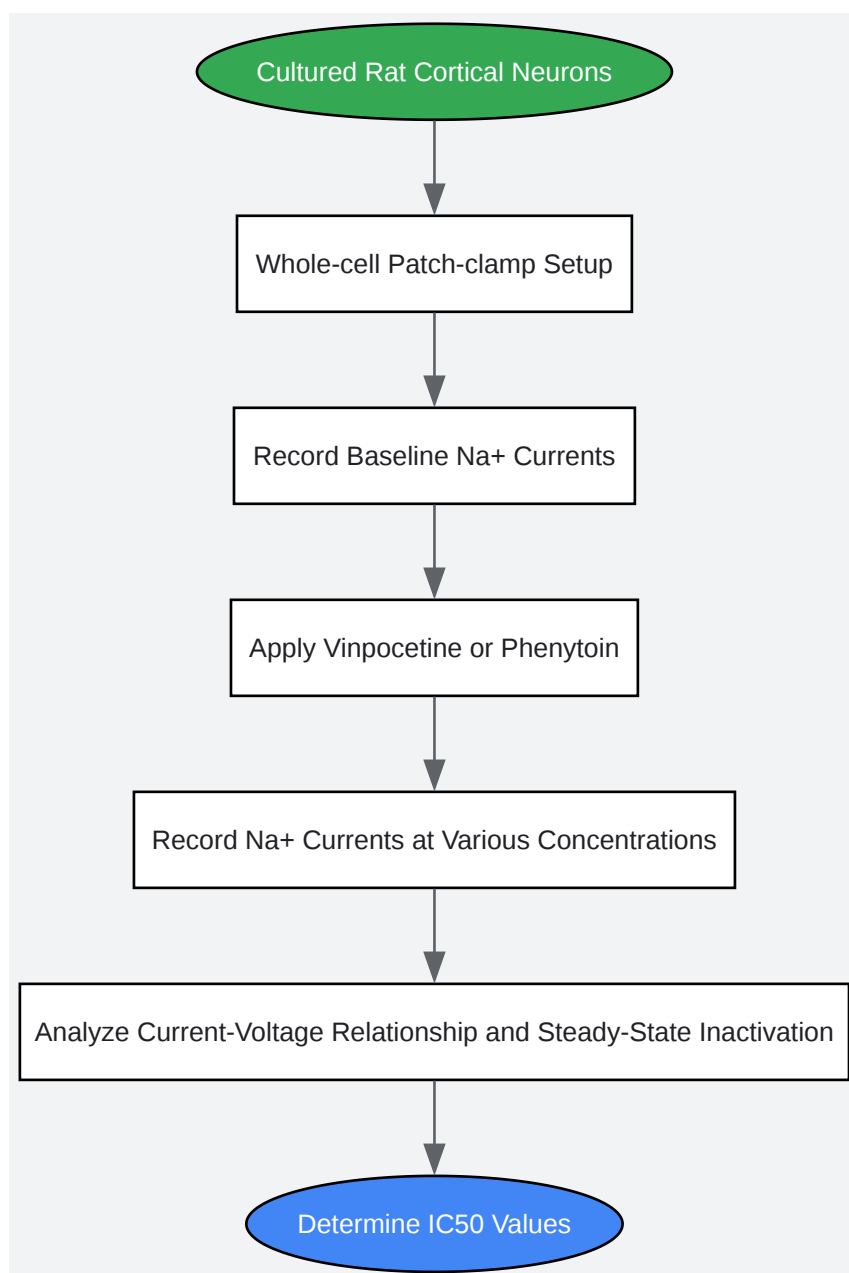 Cultured Rat Cortical Neurons
Whole-cell Patch-clamp Setup
Record Baseline Na+ Currents
Apply Vinpocetine or Phenytoin
Record Na+ Currents at Various Concentrations
Analyze Current-Voltage Relationship and Steady-State Inactivation
Determine IC50 Values